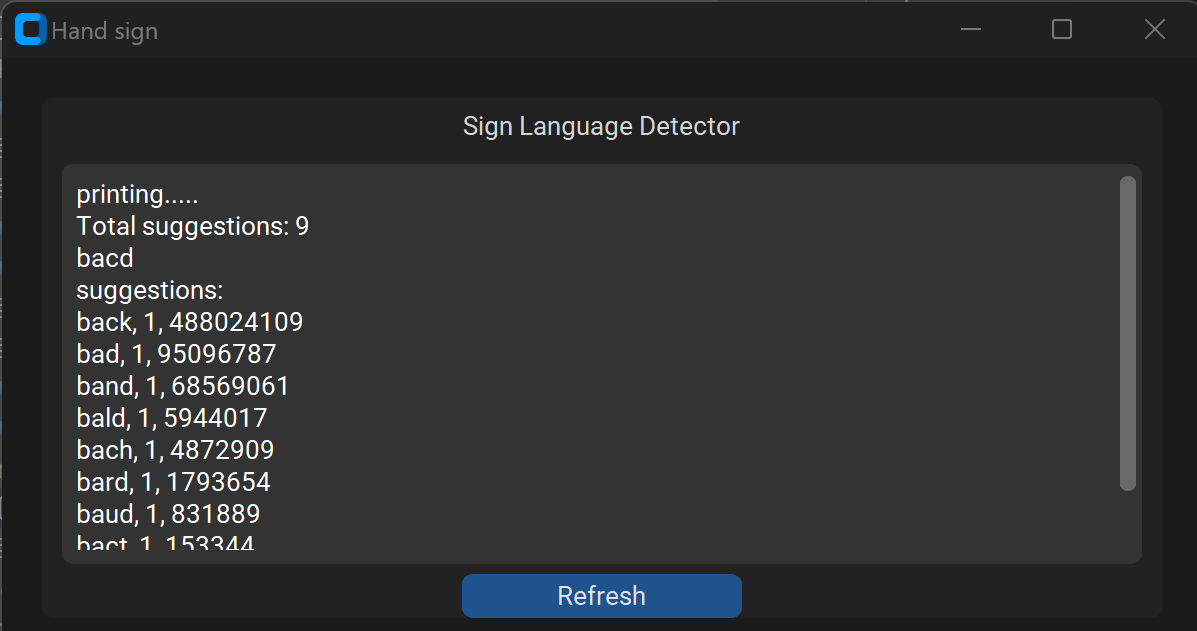 Hand sign
Sign Language Detector
printing.....
Total suggestions: 9
bacd
suggestions:
back, 1, 488024109
bad, 1, 95096787
band, 1, 68569061
bald, 1, 5944017
bach, 1, 4872909
bard, 1, 1793654
baud, 1, 831889
bact, 1, 153344
Refresh